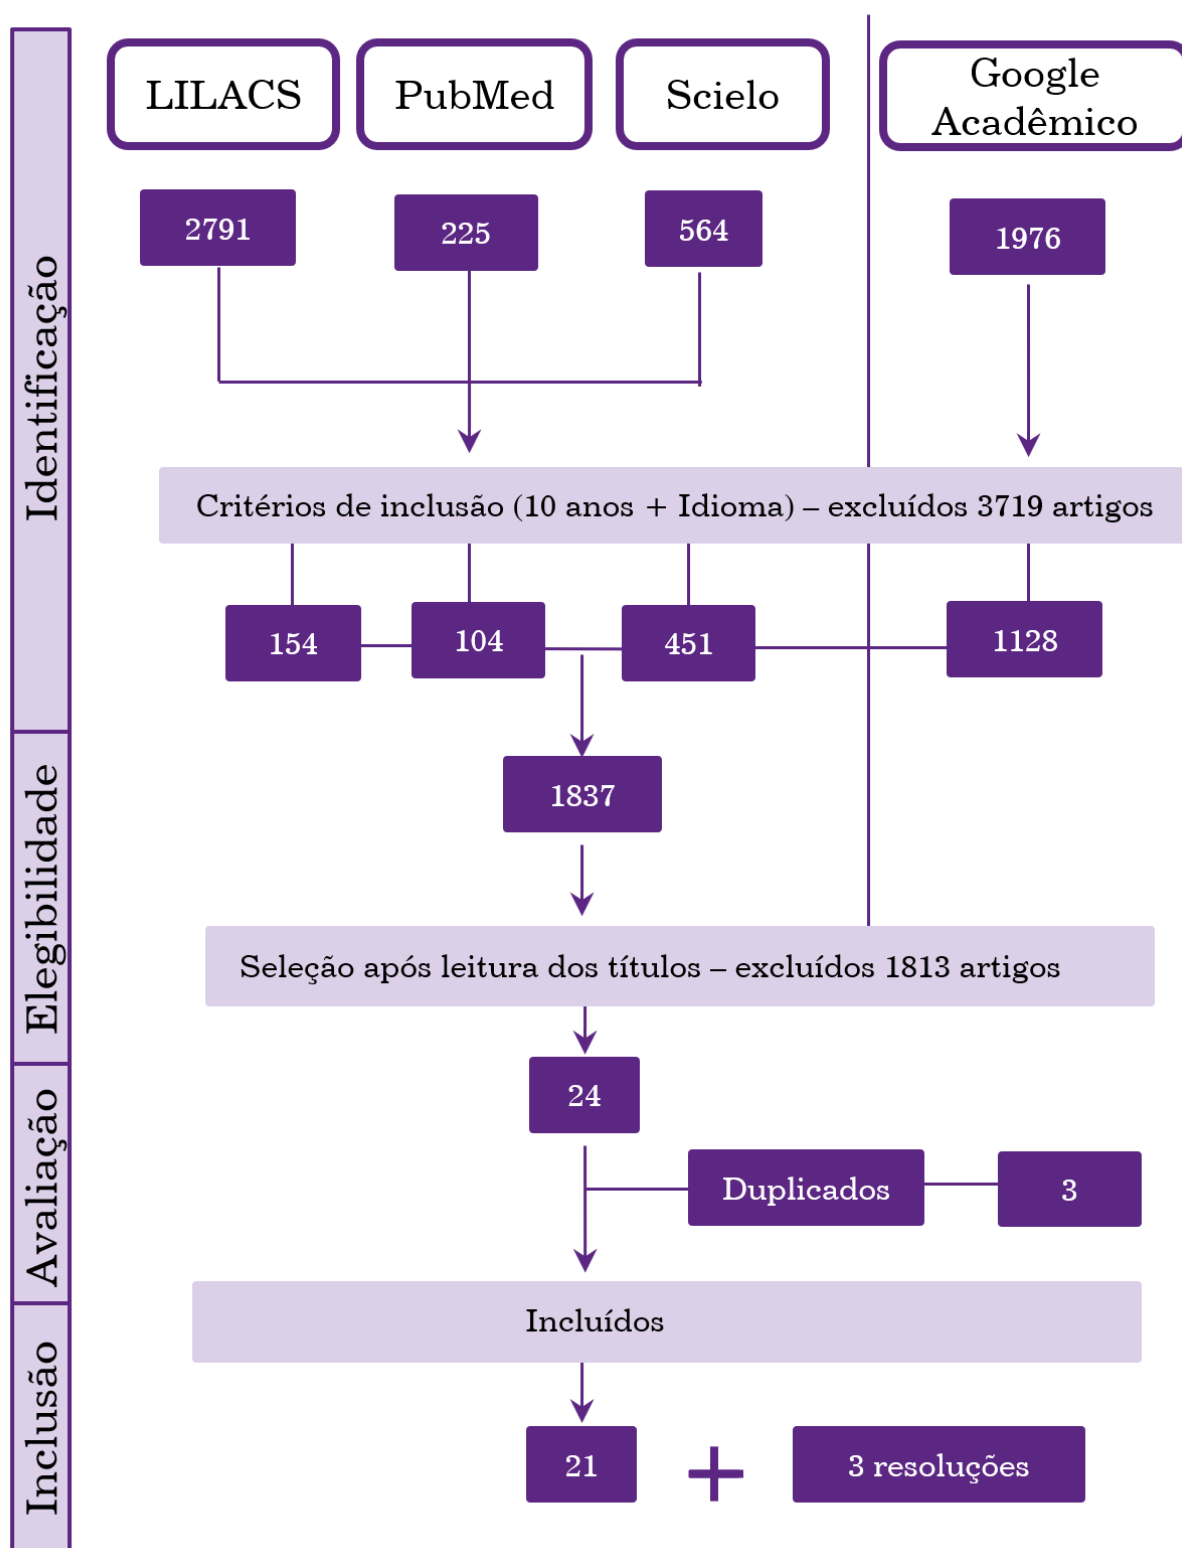 LILACS
PubMed
Scielo
Google
Acadêmico
2791
225
564
1976
Identificação
Critérios de inclusão (10 anos + Idioma) – excluídos 3719 artigos
154
104
451
1128
1837
Elegibilidade
Seleção após leitura dos títulos – excluídos 1813 artigos
24
Avaliação
Duplicados
3
Incluídos
Inclusão
21
+
3 resoluções